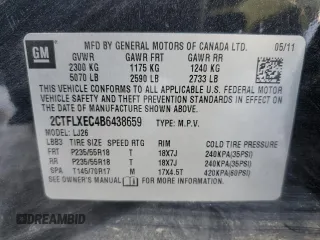 GM
MFD BY GENERAL MOTORS OF CANADA LTD. 05/11
GVWR GAWR FRT GAWR RR
2300 KG 1175 KG 1240 KG
5070 LB 2590 LB 2733 LB
THIS VEHICLE CONFORMS TO ALL APPLICABLE U.S. FEDERAL
MOTOR VEHICLE SAFETY, BUMPER, AND THEFT PREVENTION
STANDARDS IN EFFECT ON THE DATE OF MANUFACTURE SHOWN ABOVE.
2CTFLXEC4B6438659 TYPE: M.P.V.
MODEL: LJ26
LBB3 TIRE SIZE SPEED RTG RIM COLD TIRE PRESSURE
FRT P235/55R18 T 18X7J 240KPA(35PSI)
RR P235/55R18 T 18X7J 240KPA(35PSI)
SPA T145/70R17 M 17X4.5T 420KPA(60PSI)
SEE OWNER'S MANUAL FOR ADDITIONAL INFORMATION.
DREAMBID